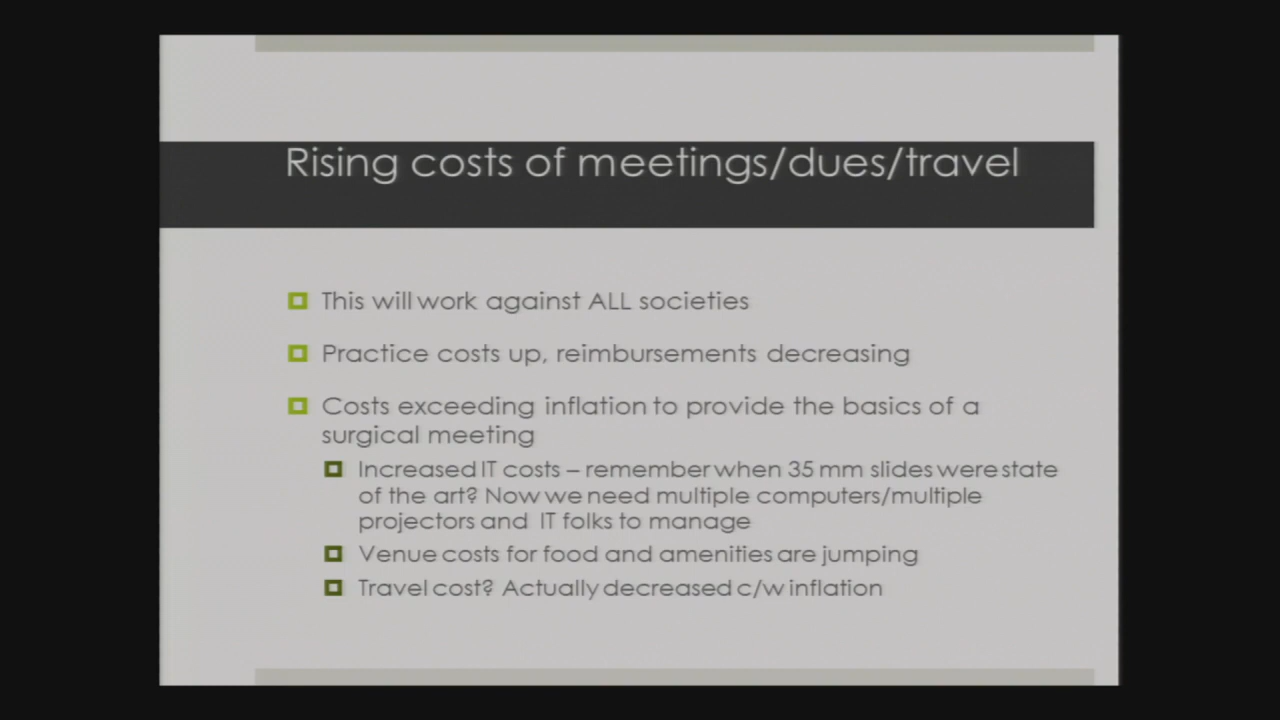 Rising costs of meetings/dues/travel
This will work against ALL societies
Practice costs up, reimbursements decreasing
Costs exceeding inflation to provide the basics of a
surgical meeting
Increased IT costs – remember when 35 mm slides were state
of the art? Now we need multiple computers/multiple
projectors and IT folks to manage
Venue costs for food and amenities are jumping
Travel cost? Actually decreased c/w inflation